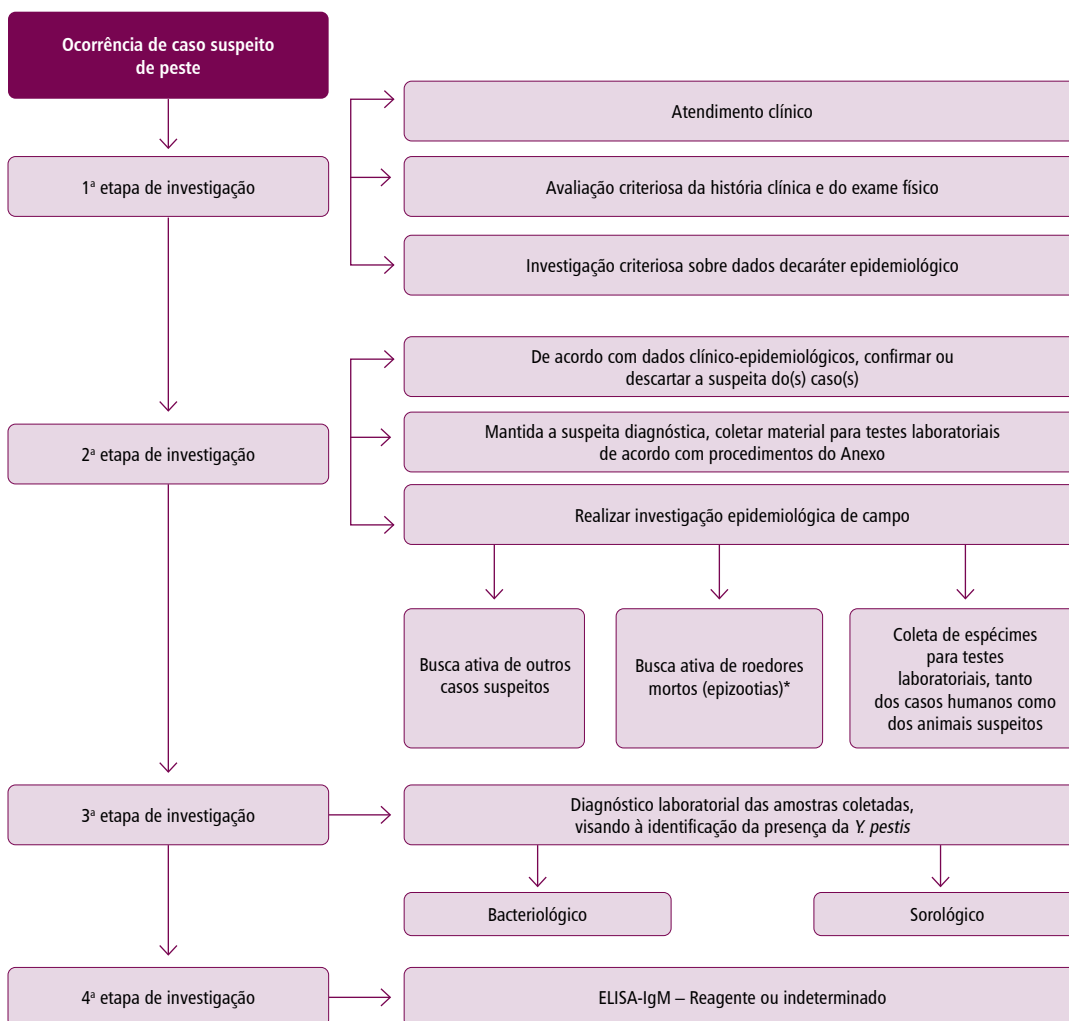 Ocorrência de caso suspeito
de peste
Atendimento clínico
1ª etapa de investigação
Avaliação criteriosa da história clínica e do exame físico
Investigação criteriosa sobre dados decaráter epidemiológico
De acordo com dados clínico-epidemiológicos, confirmar ou
descartar a suspeita do(s) caso(s)
2ª etapa de investigação
Mantida a suspeita diagnóstica, coletar material para testes laboratoriais
de acordo com procedimentos do Anexo
Realizar investigação epidemiológica de campo
Busca ativa de outros
casos suspeitos
Busca ativa de roedores
mortos (epizootias)*
Coleta de espécimes
para testes
laboratoriais, tanto
dos casos humanos como
dos animais suspeitos
3ª etapa de investigação
Diagnóstico laboratorial das amostras coletadas,
visando à identificação da presença da Y. pestis
Bacteriológico
Sorológico
4ª etapa de investigação
ELISA-IgM – Reagente ou indeterminado